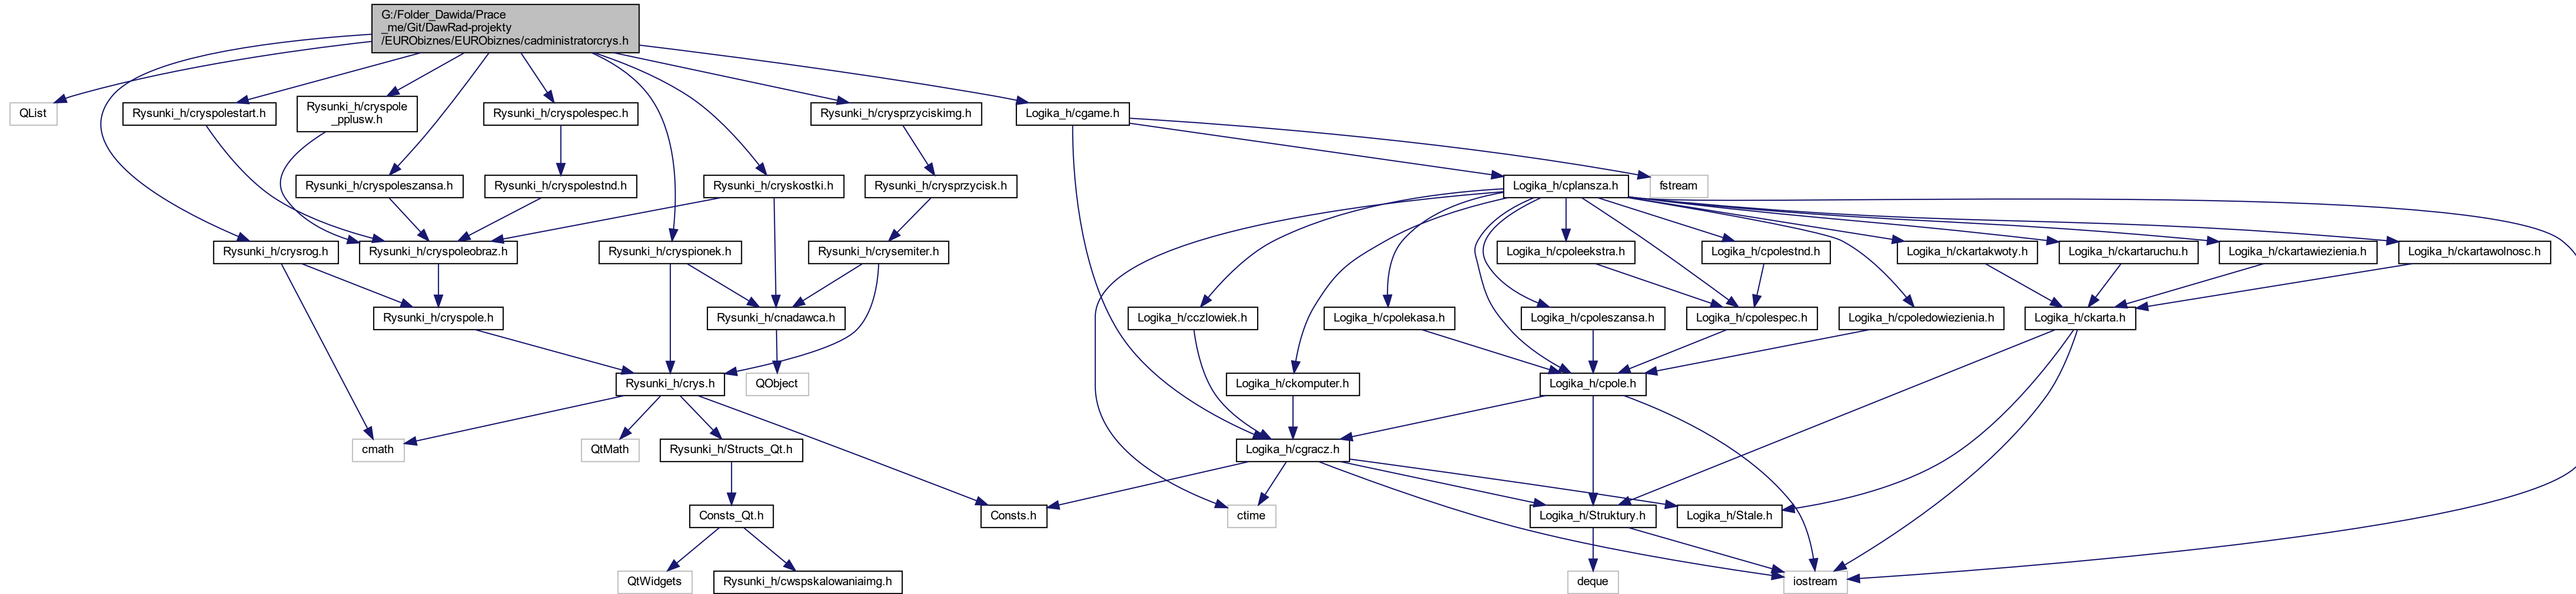 G:/Folder_Dawida/Prace
_me/Git/DawRad-projekty
/EURObiznes/EURObiznes/cadministratorcrys.h
QList
Rysunki_h/cryspolestart.h
Rysunki_h/cryspole
_pplusw.h
Rysunki_h/cryspolespec.h
Rysunki_h/crysprzyciskimg.h
Logika_h/cgame.h
Rysunki_h/cryspoleszansa.h
Rysunki_h/cryspolestnd.h
Rysunki_h/cryskostki.h
Rysunki_h/crysprzycisk.h
Logika_h/cplansza.h
fstream
Rysunki_h/crysrog.h
Rysunki_h/cryspoleobraz.h
Rysunki_h/cryspionek.h
Rysunki_h/crysemiter.h
Logika_h/cpoleekstra.h
Logika_h/cpolestnd.h
Logika_h/ckartakwoty.h
Logika_h/ckartaruchu.h
Logika_h/ckartawiezienia.h
Logika_h/ckartawolnosc.h
Rysunki_h/cryspole.h
Rysunki_h/cnadawca.h
Logika_h/cczlowiek.h
Logika_h/cpolekasa.h
Logika_h/cpoleszansa.h
Logika_h/cpolespec.h
Logika_h/cpoledowiezienia.h
Logika_h/ckarta.h
Rysunki_h/crys.h
QObject
Logika_h/ckomputer.h
Logika_h/cpole.h
cmath
QtMath
Rysunki_h/Structs_Qt.h
Logika_h/cgracz.h
Consts_Qt.h
Consts.h
ctime
Logika_h/Struktury.h
Logika_h/Stale.h
QtWidgets
Rysunki_h/cwspskalowaniaimg.h
deque
iostream